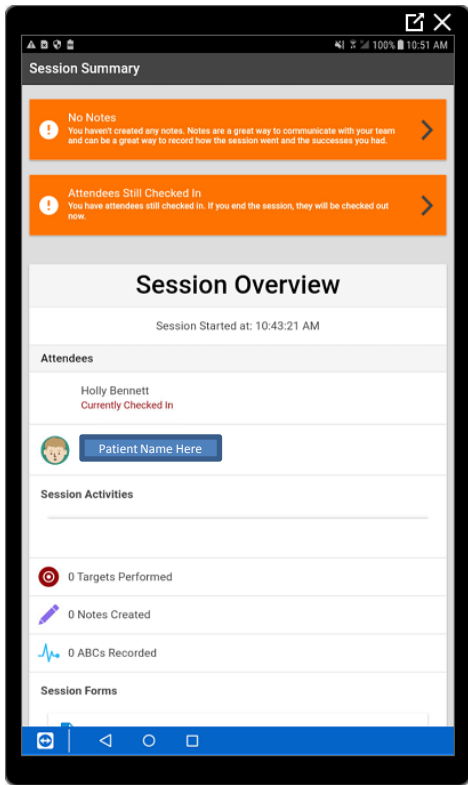 100% 10:51 AM
Session Summary
No Notes
You haven't created any notes. Notes are a great way to communicate with your team
and can be a great way to record how the session went and the successes you had.
Attendees Still Checked In
You have attendees still checked in. If you end the session, they will be checked out
now.
Session Overview
Session Started at: 10:43:21 AM
Attendees
Holly Bennett
Currently Checked In
Patient Name Here
Session Activities
0 Targets Performed
0 Notes Created
0 ABCs Recorded
Session Forms